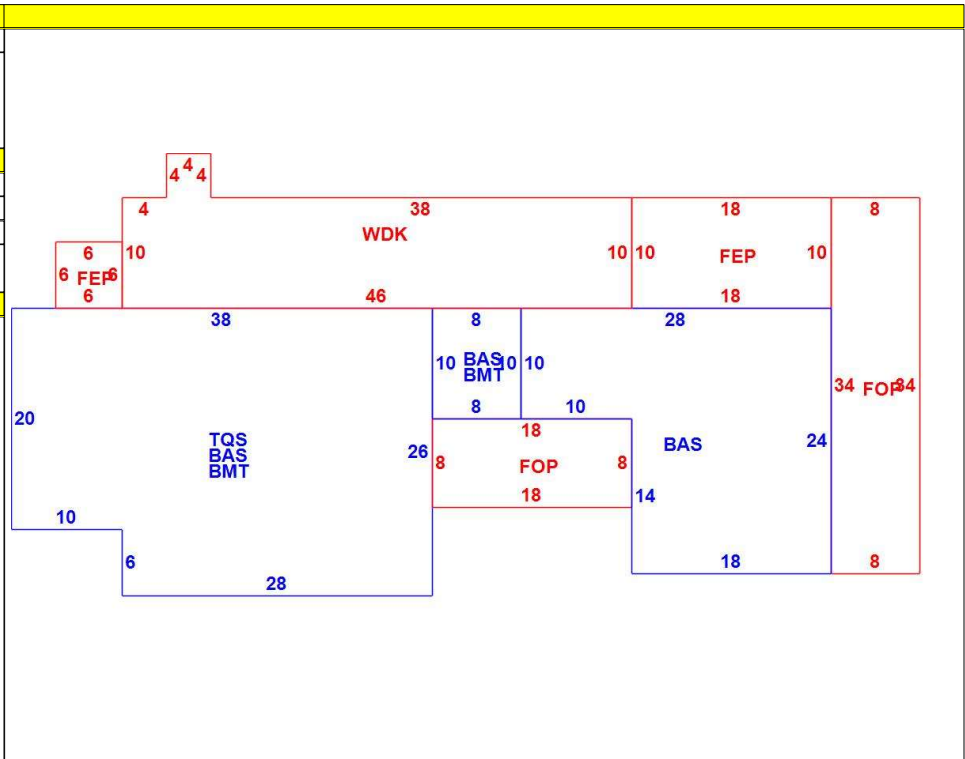 4
4 4
4 38 18 8
WDK
6 10 10 10 FEP 10
6 FEP 6
6 46 18
38 8 28
10 BAS 10 10
BMT
34 FOP 34
20 8 10
18
TQS 26 BAS 24
BAS 8 FOP 8
BMT
18 14
10
6 18 8
28